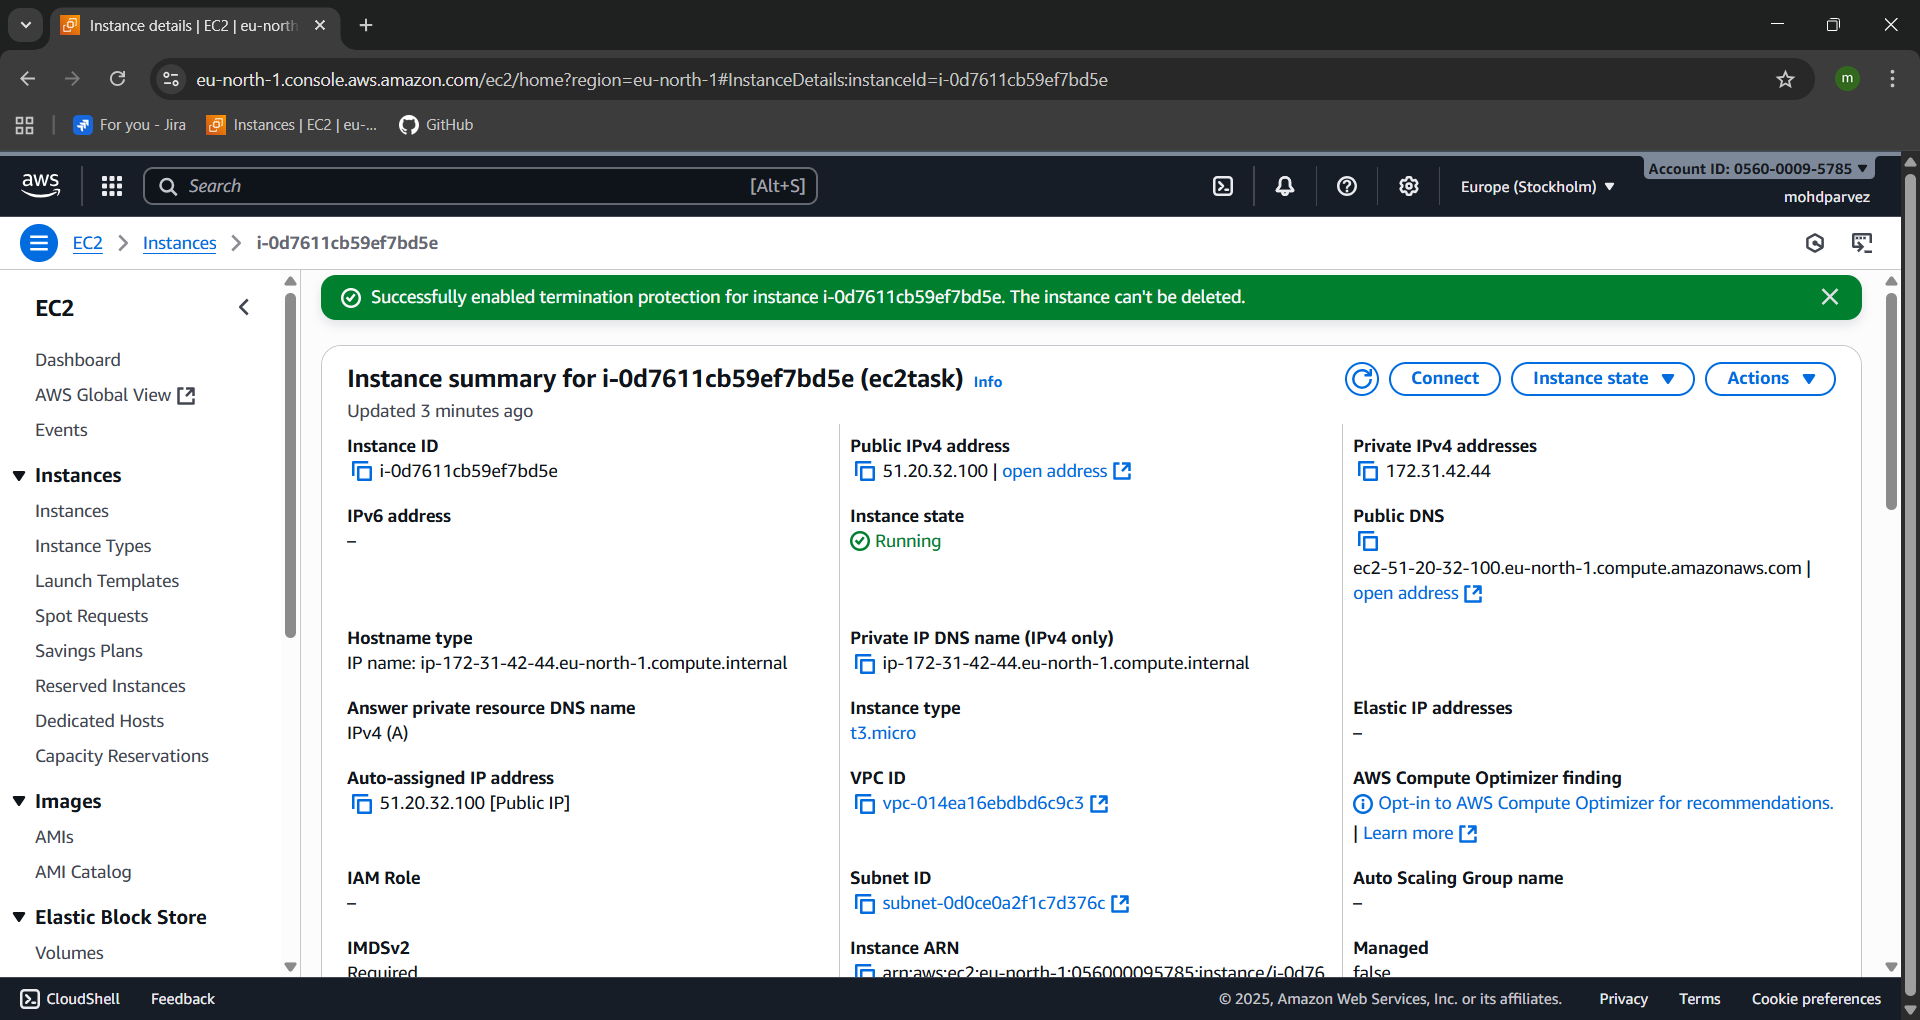 Instance details | EC2 | eu-north
eu-north-1.console.aws.amazon.com/ec2/home?region=eu-north-1#InstanceDetails:instanceId=i-0d7611cb59ef7bd5e
m
For you - Jira
Instances | EC2 | eu-...
GitHub
aws
Search
[Alt+S]
Europe (Stockholm)
Account ID: 0560-0009-5785
mohdparvez
EC2
Instances
i-0d7611cb59ef7bd5e
EC2
Dashboard
AWS Global View
Events
Instances
Instances
Instance Types
Launch Templates
Spot Requests
Savings Plans
Reserved Instances
Dedicated Hosts
Capacity Reservations
Images
AMIs
AMI Catalog
Elastic Block Store
Volumes
Successfully enabled termination protection for instance i-0d7611cb59ef7bd5e. The instance can't be deleted.
Instance summary for i-0d7611cb59ef7bd5e (ec2task) Info
Updated 3 minutes ago
Connect
Instance state
Actions
Instance ID
i-0d7611cb59ef7bd5e
Public IPv4 address
51.20.32.100 | open address
Private IPv4 addresses
172.31.42.44
IPv6 address
–
Instance state
Running
Public DNS
ec2-51-20-32-100.eu-north-1.compute.amazonaws.com |
open address
Hostname type
IP name: ip-172-31-42-44.eu-north-1.compute.internal
Private IP DNS name (IPv4 only)
ip-172-31-42-44.eu-north-1.compute.internal
Answer private resource DNS name
IPv4 (A)
Instance type
t3.micro
Elastic IP addresses
–
Auto-assigned IP address
51.20.32.100 [Public IP]
VPC ID
vpc-014ea16ebdbd6c9c3
AWS Compute Optimizer finding
Opt-in to AWS Compute Optimizer for recommendations.
| Learn more
IAM Role
–
Subnet ID
subnet-0d0ce0a2f1c7d376c
Auto Scaling Group name
–
IMDSv2
Required
Instance ARN
arn:aws:ec2:eu-north-1:056000095785:instance/i-0d76
Managed
false
CloudShell
Feedback
© 2025, Amazon Web Services, Inc. or its affiliates.
Privacy
Terms
Cookie preferences